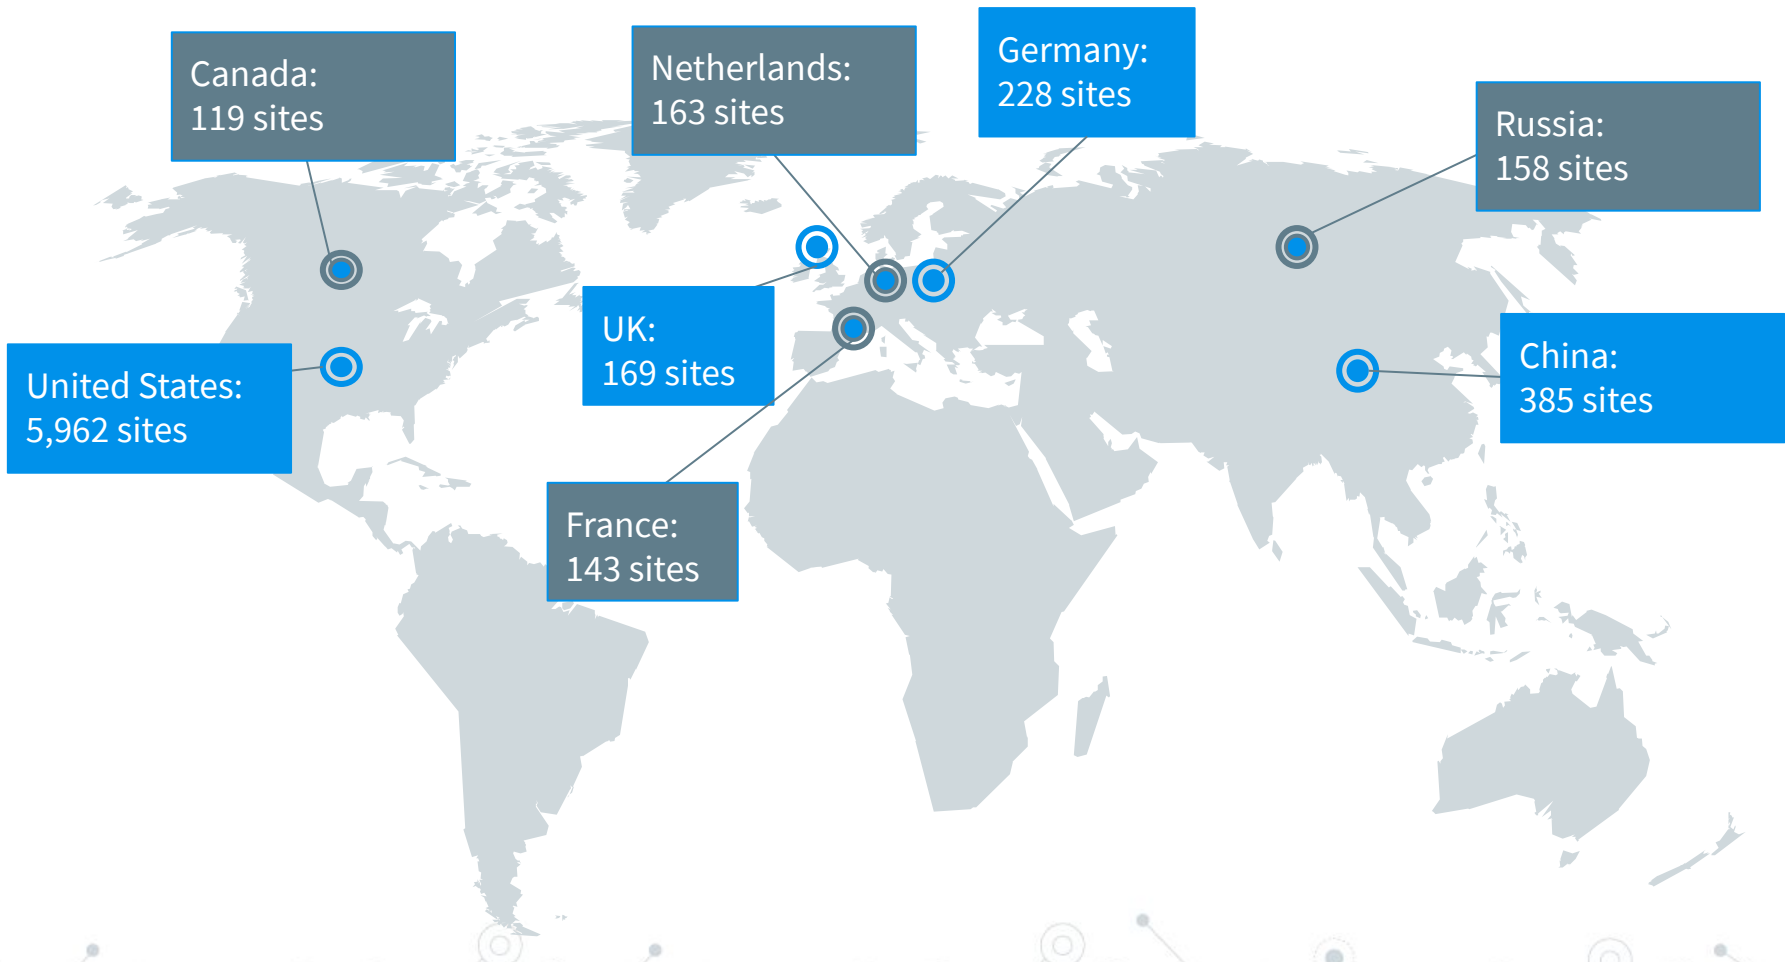 Canada:
119 sites
Netherlands:
163 sites
Germany:
228 sites
Russia:
158 sites
United States:
5,962 sites
UK:
169 sites
China:
385 sites
France:
143 sites